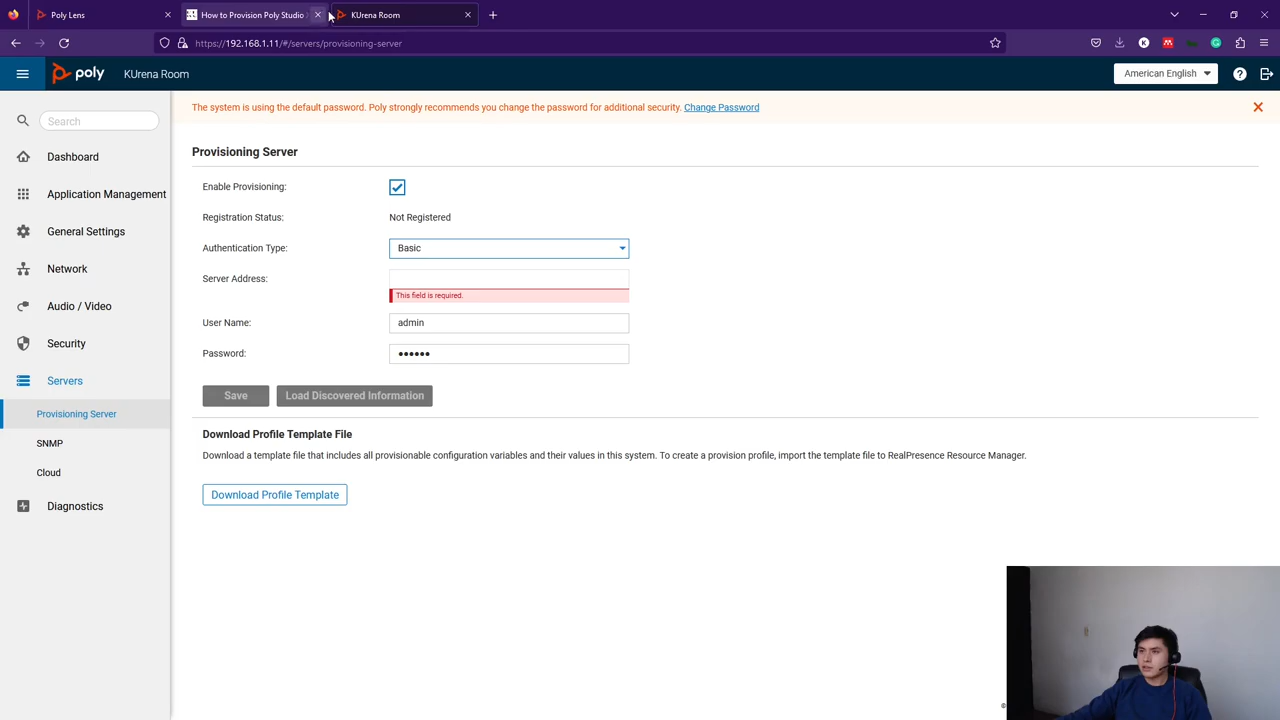 Poly Lens
How to Provision Poly Studio
KUrena Room
https://192.168.1.11/#/servers/provisioning-server
poly
KUrena Room
American English
The system is using the default password. Poly strongly recommends you change the password for additional security. Change Password
Search
Dashboard
Application Management
General Settings
Network
Audio / Video
Security
Servers
Provisioning Server
SNMP
Cloud
Diagnostics
Provisioning Server
Enable Provisioning:
Registration Status: Not Registered
Authentication Type: Basic
Server Address:
This field is required.
User Name: admin
Password: ••••••
Save Load Discovered Information
Download Profile Template File
Download a template file that includes all provisionable configuration variables and their values in this system. To create a provision profile, import the template file to RealPresence Resource Manager.
Download Profile Template
©